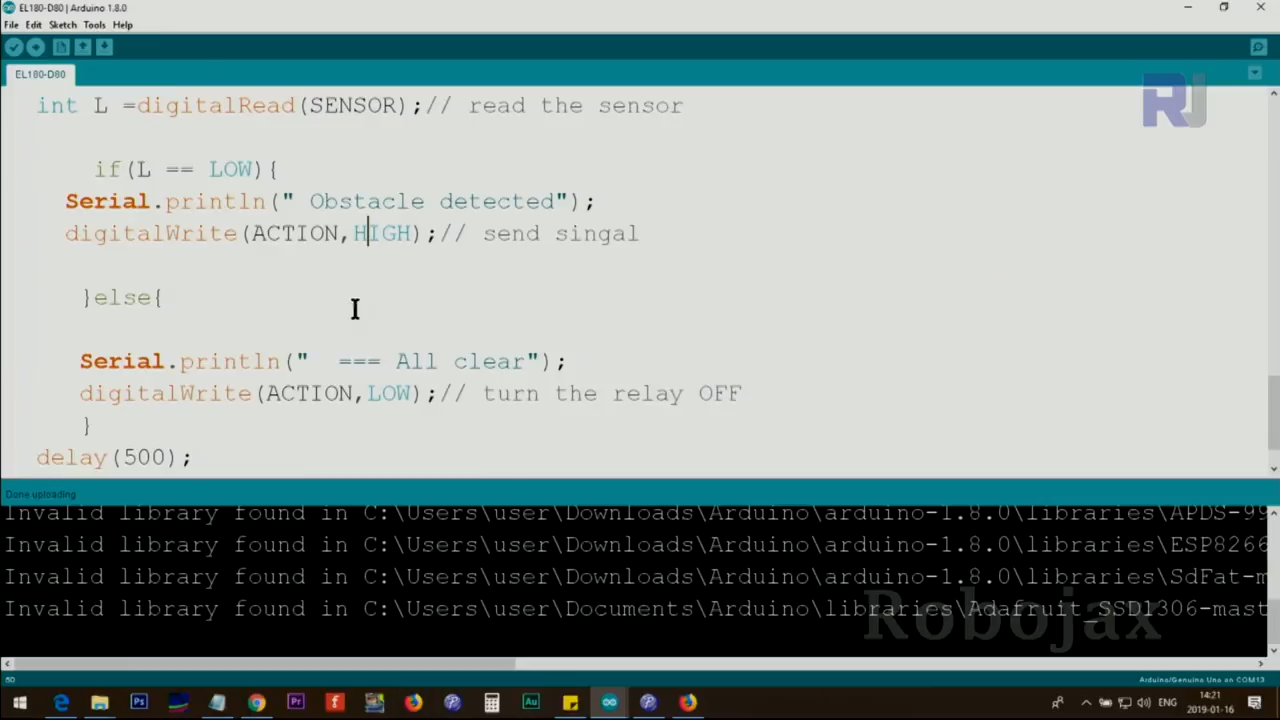 EL180-D80 | Arduino 1.8.0
File Edit Sketch Tools Help
EL180-D80
RJ
int L =digitalRead(SENSOR);// read the sensor
if(L == LOW){
Serial.println(" Obstacle detected");
digitalWrite(ACTION,HIGH);// send singal
}else{
Serial.println("  === All clear");
digitalWrite(ACTION,LOW);// turn the relay OFF
}
delay(500);
Done uploading
Invalid library found in C:\Users\user\Downloads\Arduino\arduino-1.8.0\libraries\APDS-99
Invalid library found in C:\Users\user\Downloads\Arduino\arduino-1.8.0\libraries\ESP8266
Invalid library found in C:\Users\user\Downloads\Arduino\arduino-1.8.0\libraries\SdFat-m
Invalid library found in C:\Users\user\Documents\Arduino\libraries\Adafruit_SSD1306-mast
Robojax
50
Arduino/Genuino Uno on COM13
Ps Pr f Au
ENG
14:21
2019-01-16